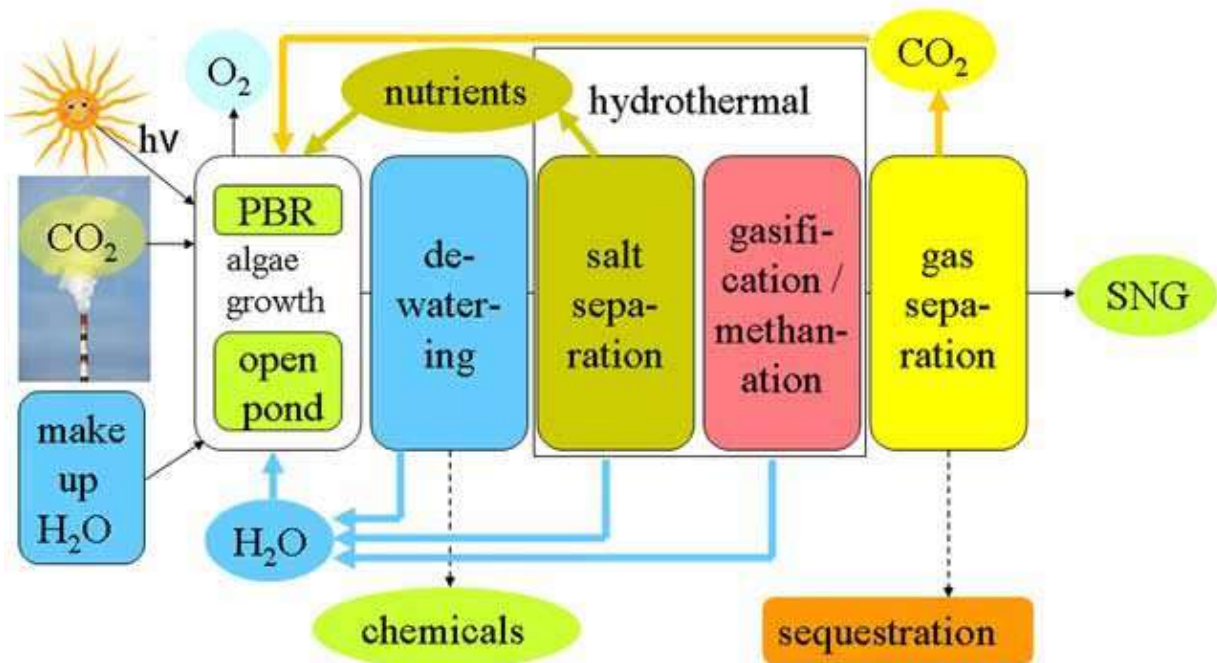 O₂
CO₂
nutrients
hydrothermal
hν
CO₂
PBR
algae
growth
open
pond
de-
water-
ing
salt
sepa-
ration
gasifi-
cation /
methan-
ation
gas
sepa-
ration
SNG
make
up
H₂O
H₂O
chemicals
sequestration